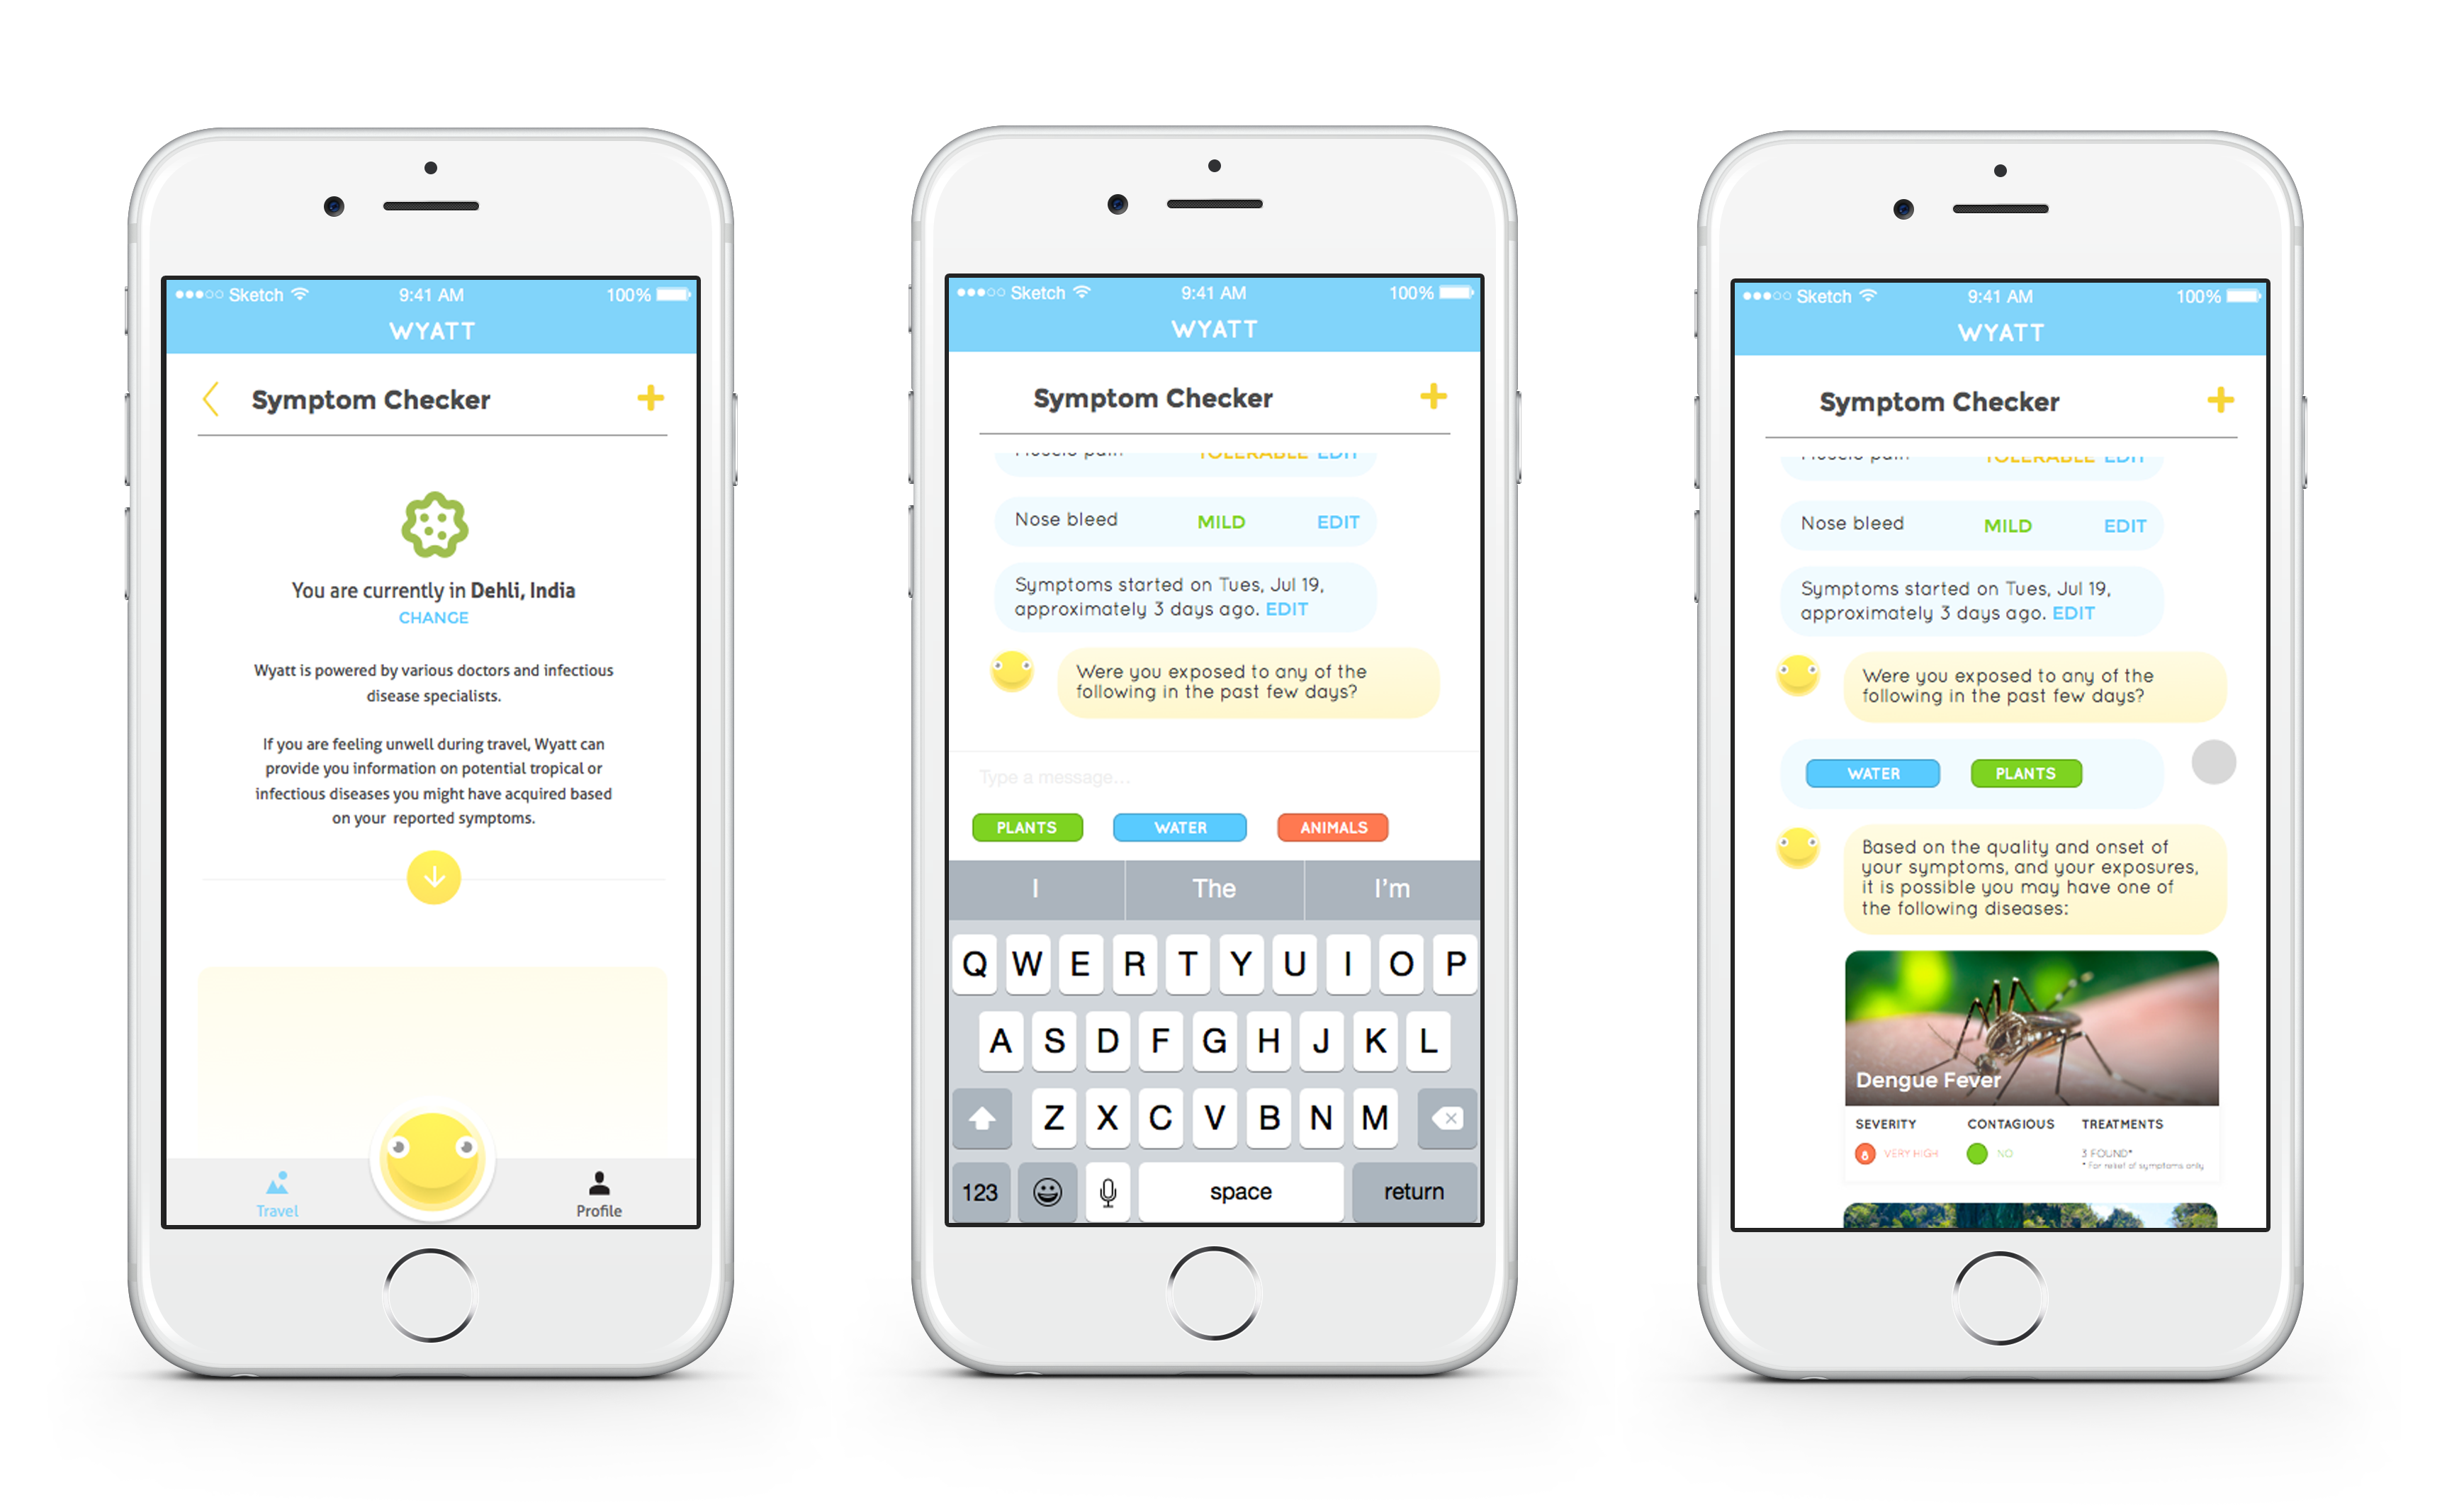 Sketch 9:41 AM 100%
WYATT
Symptom Checker
You are currently in Dehli, India
CHANGE
Wyatt is powered by various doctors and infectious
disease specialists.
If you are feeling unwell during travel, Wyatt can
provide you information on potential tropical or
infectious diseases you might have acquired based
on your reported symptoms.
Travel
Profile
Sketch 9:41 AM 100%
WYATT
Symptom Checker
Muscle pain TOLERABLE EDIT
Nose bleed MILD EDIT
Symptoms started on Tues, Jul 19,
approximately 3 days ago. EDIT
Were you exposed to any of the
following in the past few days?
Type a message...
PLANTS WATER ANIMALS
I The I'm
Q W E R T Y U I O P
A S D F G H J K L
Z X C V B N M
123 space return
Sketch 9:41 AM 100%
WYATT
Symptom Checker
Muscle pain TOLERABLE EDIT
Nose bleed MILD EDIT
Symptoms started on Tues, Jul 19,
approximately 3 days ago. EDIT
Were you exposed to any of the
following in the past few days?
WATER PLANTS
Based on the quality and onset of
your symptoms, and your exposures,
it is possible you may have one of
the following diseases:
Dengue Fever
SEVERITY CONTAGIOUS TREATMENTS
VERY HIGH NO 3 FOUND*
* For relief of symptoms only